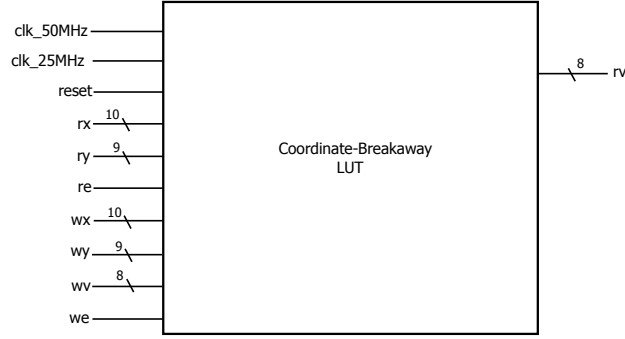 clk_50MHz
8
rv
clk_25MHz
reset
10
rx
9
ry
Coordinate-Breakaway
LUT
re
10
wx
9
wy
8
wv
we